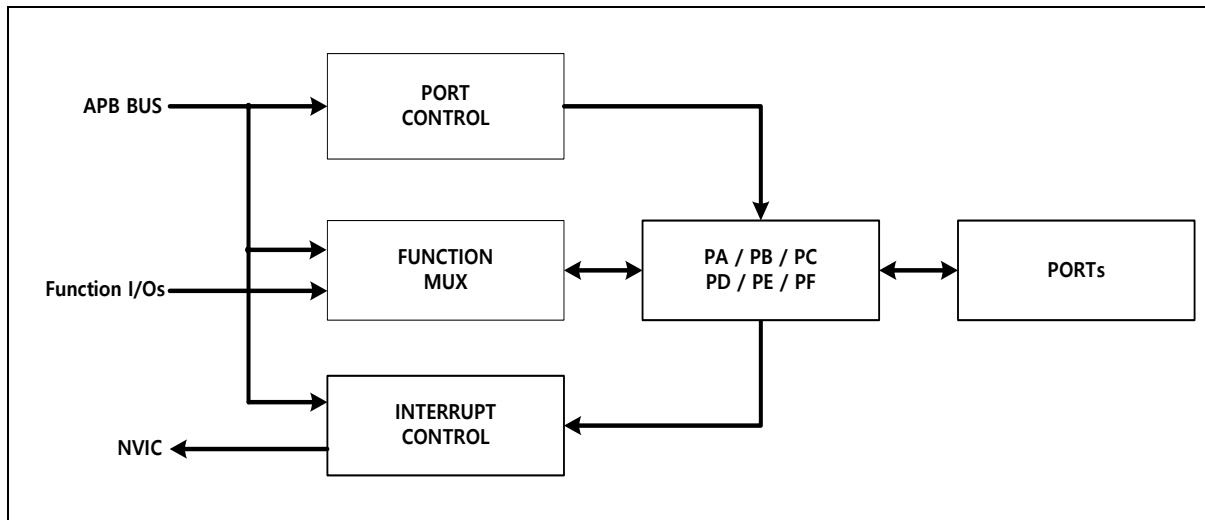 APB BUS
PORT
CONTROL
Function I/Os
FUNCTION
MUX
PA / PB / PC
PD / PE / PF
PORTs
NVIC
INTERRUPT
CONTROL